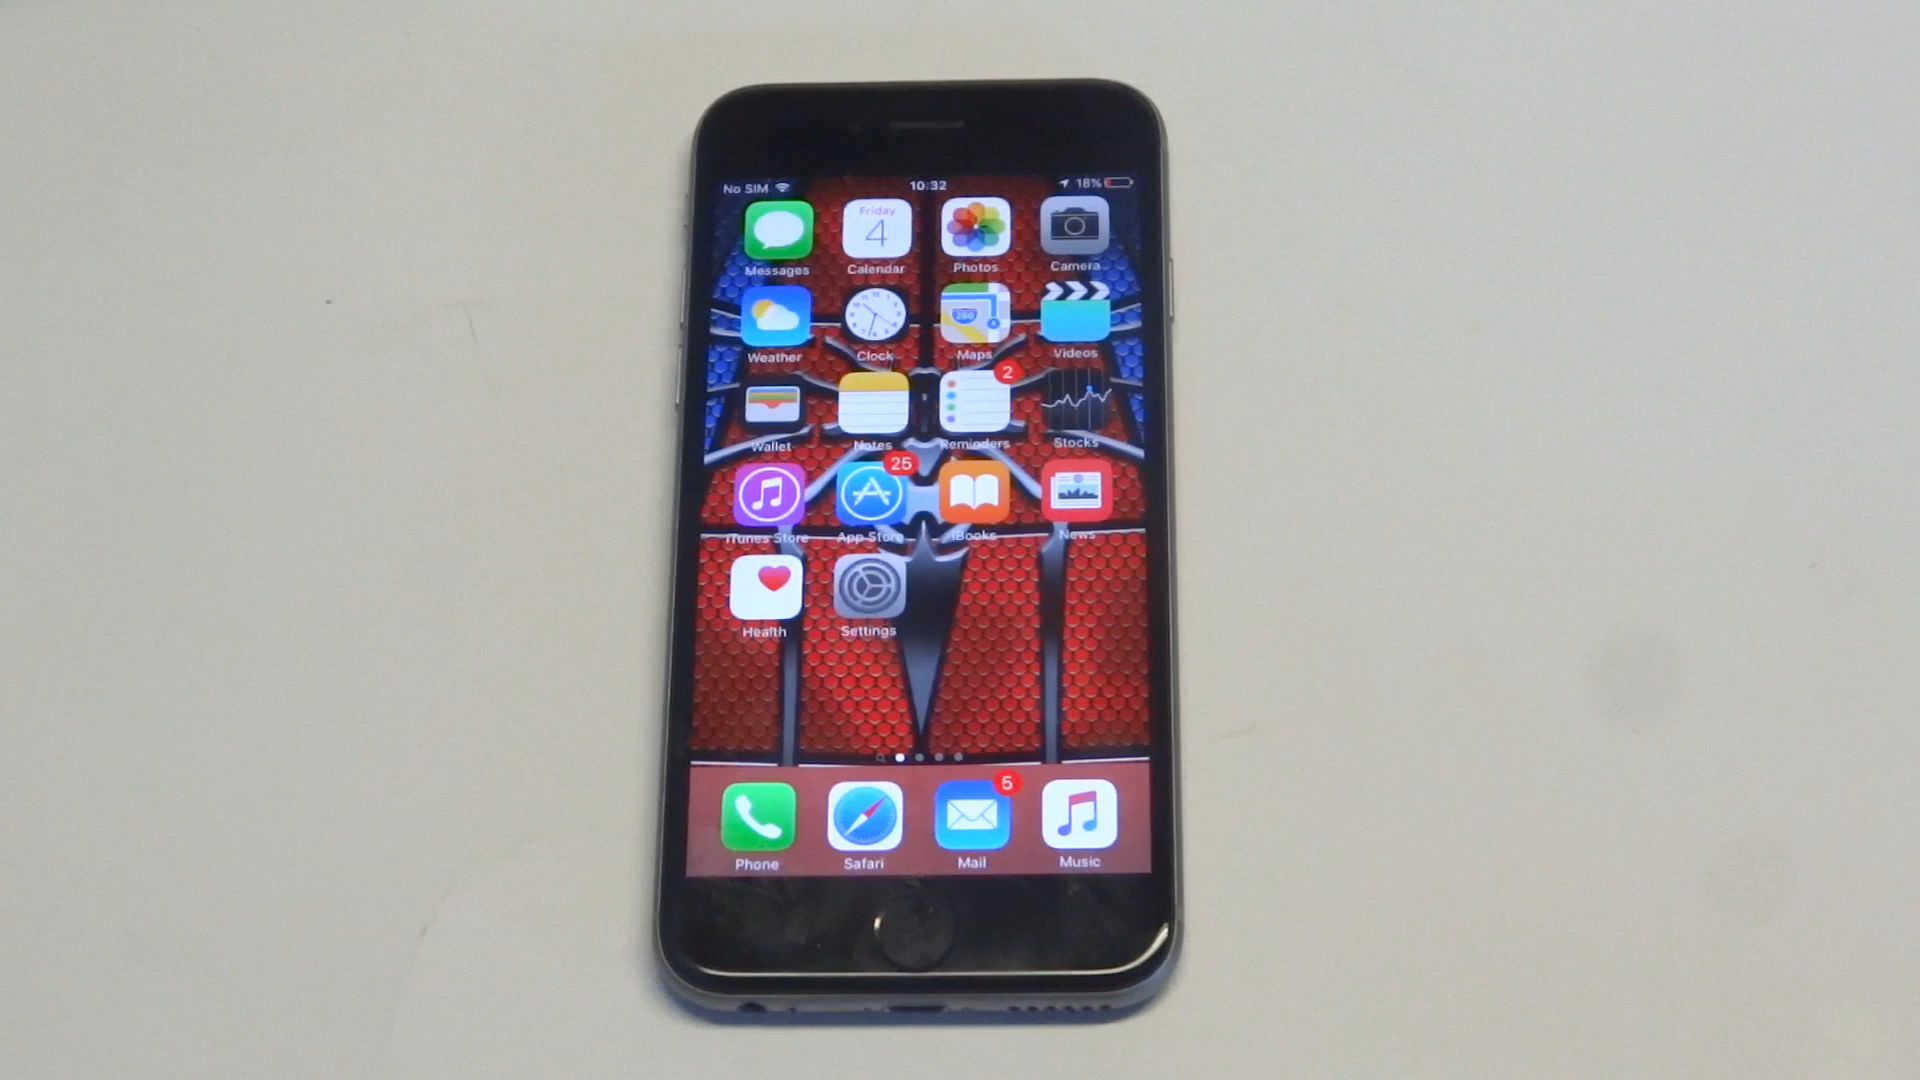 No SIM 10:32 18%
Friday
4
Messages Calendar Photos Camera
280
Weather Clock Maps Videos
2
Wallet Notes Reminders Stocks
25
iTunes Store App Store iBooks News
Health Settings
5
Phone Safari Mail Music